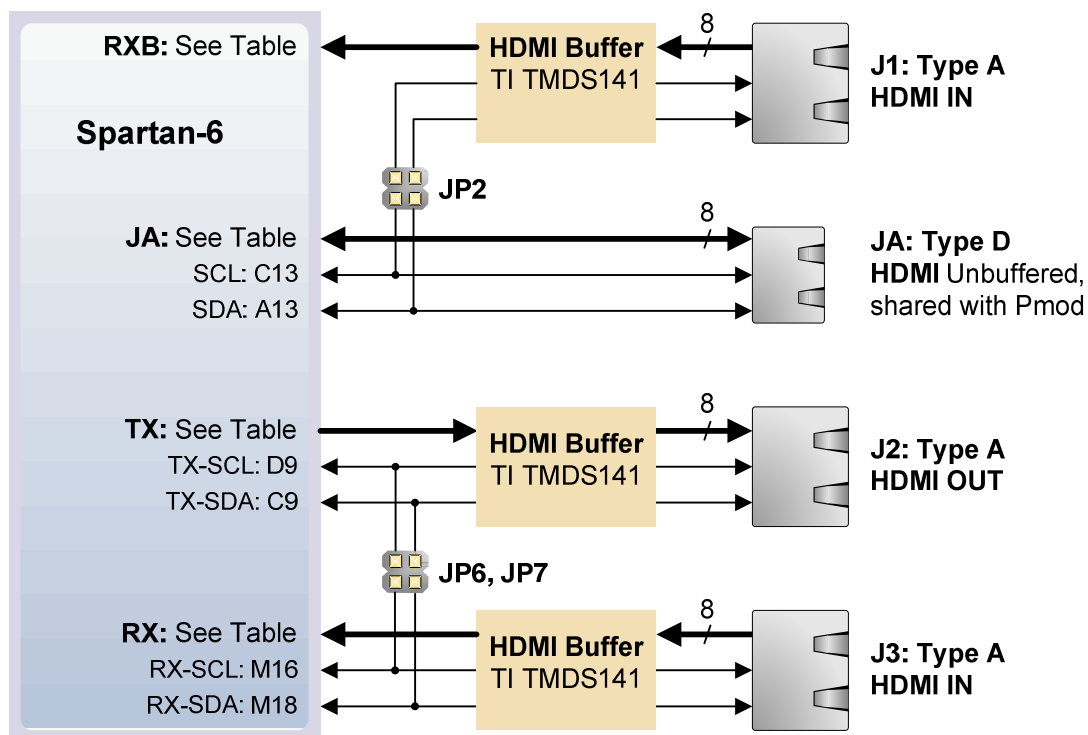 RXB: See Table
HDMI Buffer
TI TMDS141
8
J1: Type A
HDMI IN
Spartan-6
JP2
JA: See Table
SCL: C13
SDA: A13
8
JA: Type D
HDMI Unbuffered,
shared with Pmod
TX: See Table
TX-SCL: D9
TX-SDA: C9
HDMI Buffer
TI TMDS141
8
J2: Type A
HDMI OUT
JP6, JP7
RX: See Table
RX-SCL: M16
RX-SDA: M18
HDMI Buffer
TI TMDS141
8
J3: Type A
HDMI IN